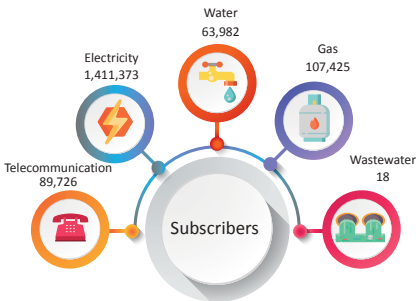 Water
63,982
Electricity
1,411,373
Gas
107,425
Telecommunication
89,726
Wastewater
18
Subscribers